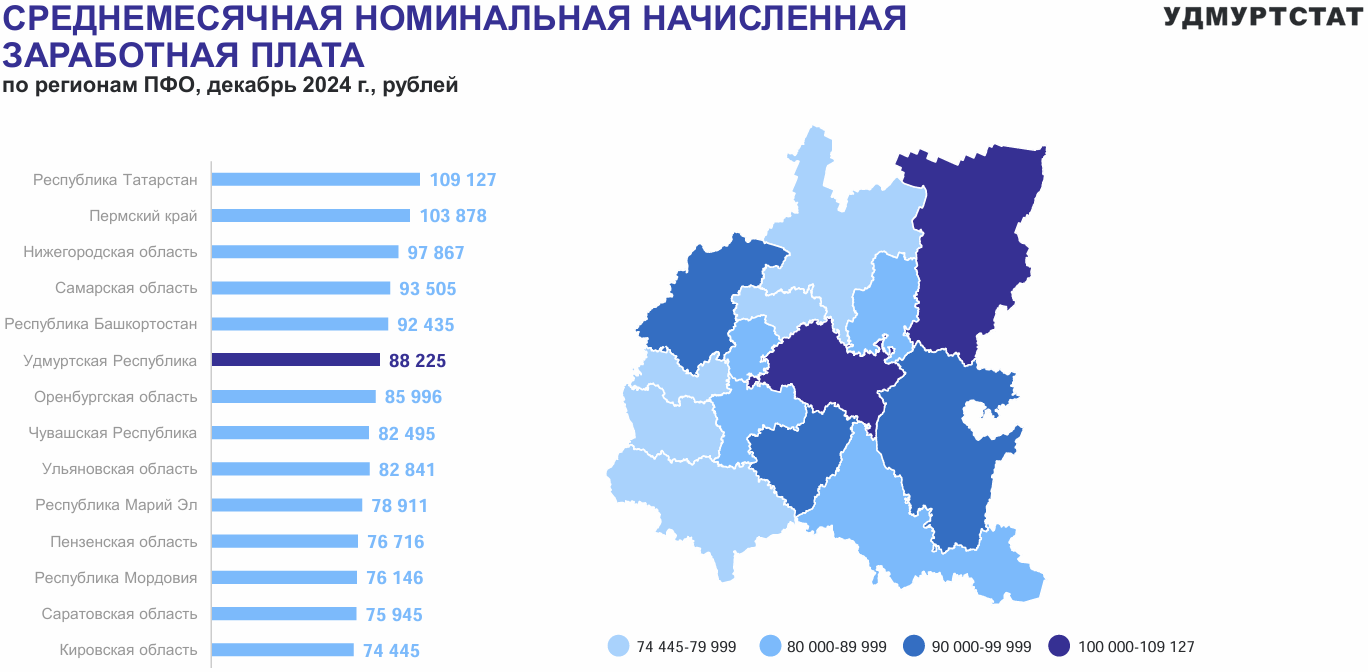 СРЕДНЕМЕСЯЧНАЯ НОМИНАЛЬНАЯ НАЧИСЛЕННАЯ
ЗАРАБОТНАЯ ПЛАТА
по регионам ПФО, декабрь 2024 г., рублей
УДМУРТСТАТ
Республика Татарстан 109 127
Пермский край 103 878
Нижегородская область 97 867
Самарская область 93 505
Республика Башкортостан 92 435
Удмуртская Республика 88 225
Оренбургская область 85 996
Чувашская Республика 82 495
Ульяновская область 82 841
Республика Марий Эл 78 911
Пензенская область 76 716
Республика Мордовия 76 146
Саратовская область 75 945
Кировская область 74 445
74 445-79 999 80 000-89 999 90 000-99 999 100 000-109 127